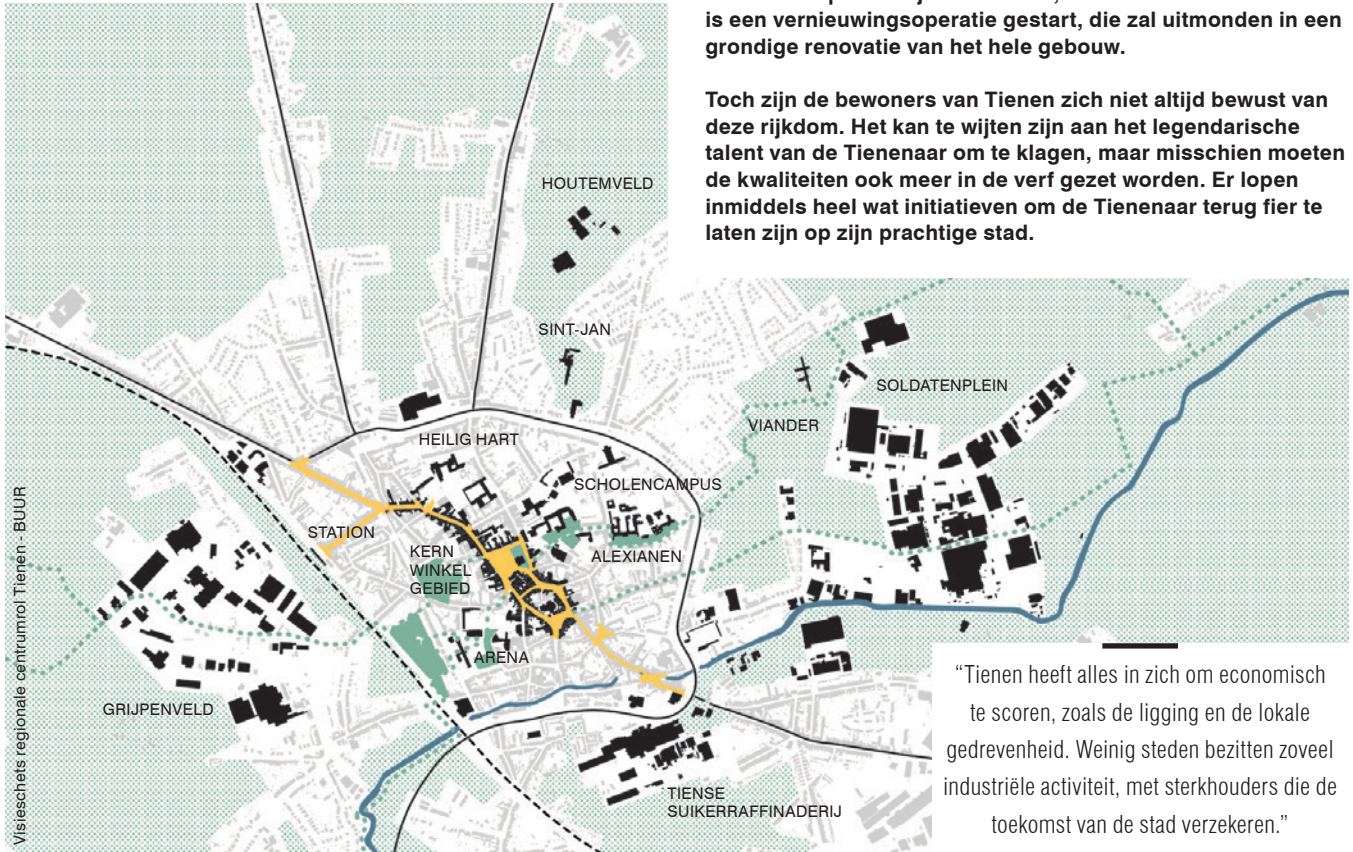 is een vernieuwingsoperatie gestart, die zal uitmonden in een
grondige renovatie van het hele gebouw.
Toch zijn de bewoners van Tienen zich niet altijd bewust van
deze rijkdom. Het kan te wijten zijn aan het legendarische
talent van de Tienenaar om te klagen, maar misschien moeten
de kwaliteiten ook meer in de verf gezet worden. Er lopen
inmiddels heel wat initiatieven om de Tienenaar terug fier te
laten zijn op zijn prachtige stad.
HOUTEMVELD
SINT-JAN
SOLDATENPLEIN
VIANDER
HEILIG HART
SCHOLENCAMPUS
STATION
KERN
WINKEL
GEBIED
ALEXIANEN
ARENA
GRIJPENVELD
TIENSE
SUIKERRAFFINADERIJ
Visieschets regionale centrumrol Tienen - BUUR
“Tienen heeft alles in zich om economisch
te scoren, zoals de ligging en de lokale
gedrevenheid. Weinig steden bezitten zoveel
industriële activiteit, met sterkhouders die de
toekomst van de stad verzekeren.”